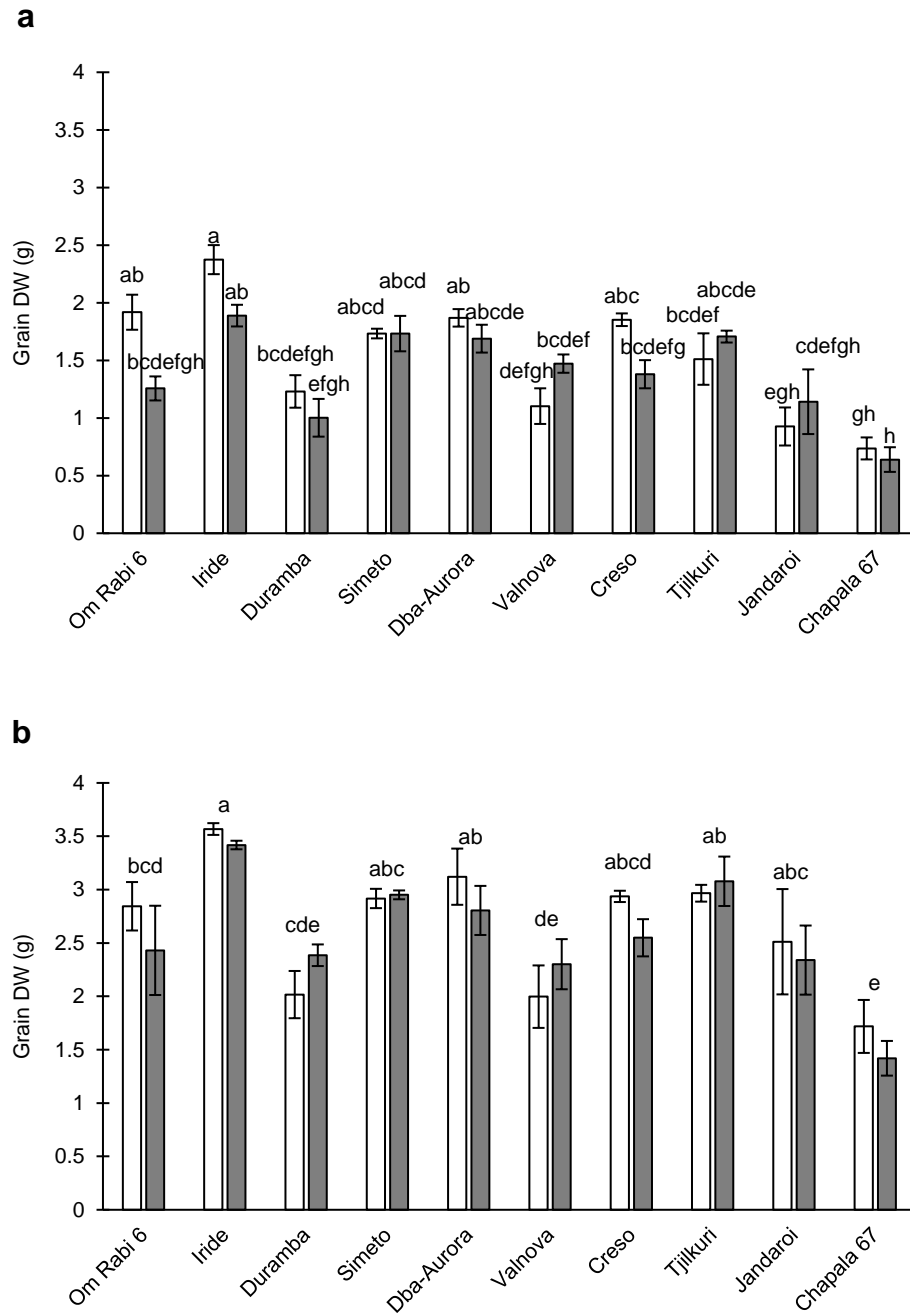 a
4
3.5
3
2.5
2
1.5
1
0.5
0
Grain DW (g)
ab
bcdefgh
a
ab
bcdefgh
efgh
abcd
abcd
ab
abcde
defgh
bcdef
abc
bcdefg
bcdef
abcde
egh
cdefgh
gh
h
Om Rabi 6
Iride
Duramba
Simeto
Dba-Aurora
Valnova
Creso
Tjilkuri
Jandaroi
Chapala 67
b
4
3.5
3
2.5
2
1.5
1
0.5
0
Grain DW (g)
bcd
a
cde
abc
ab
de
abcd
ab
abc
e
Om Rabi 6
Iride
Duramba
Simeto
Dba-Aurora
Valnova
Creso
Tjilkuri
Jandaroi
Chapala 67